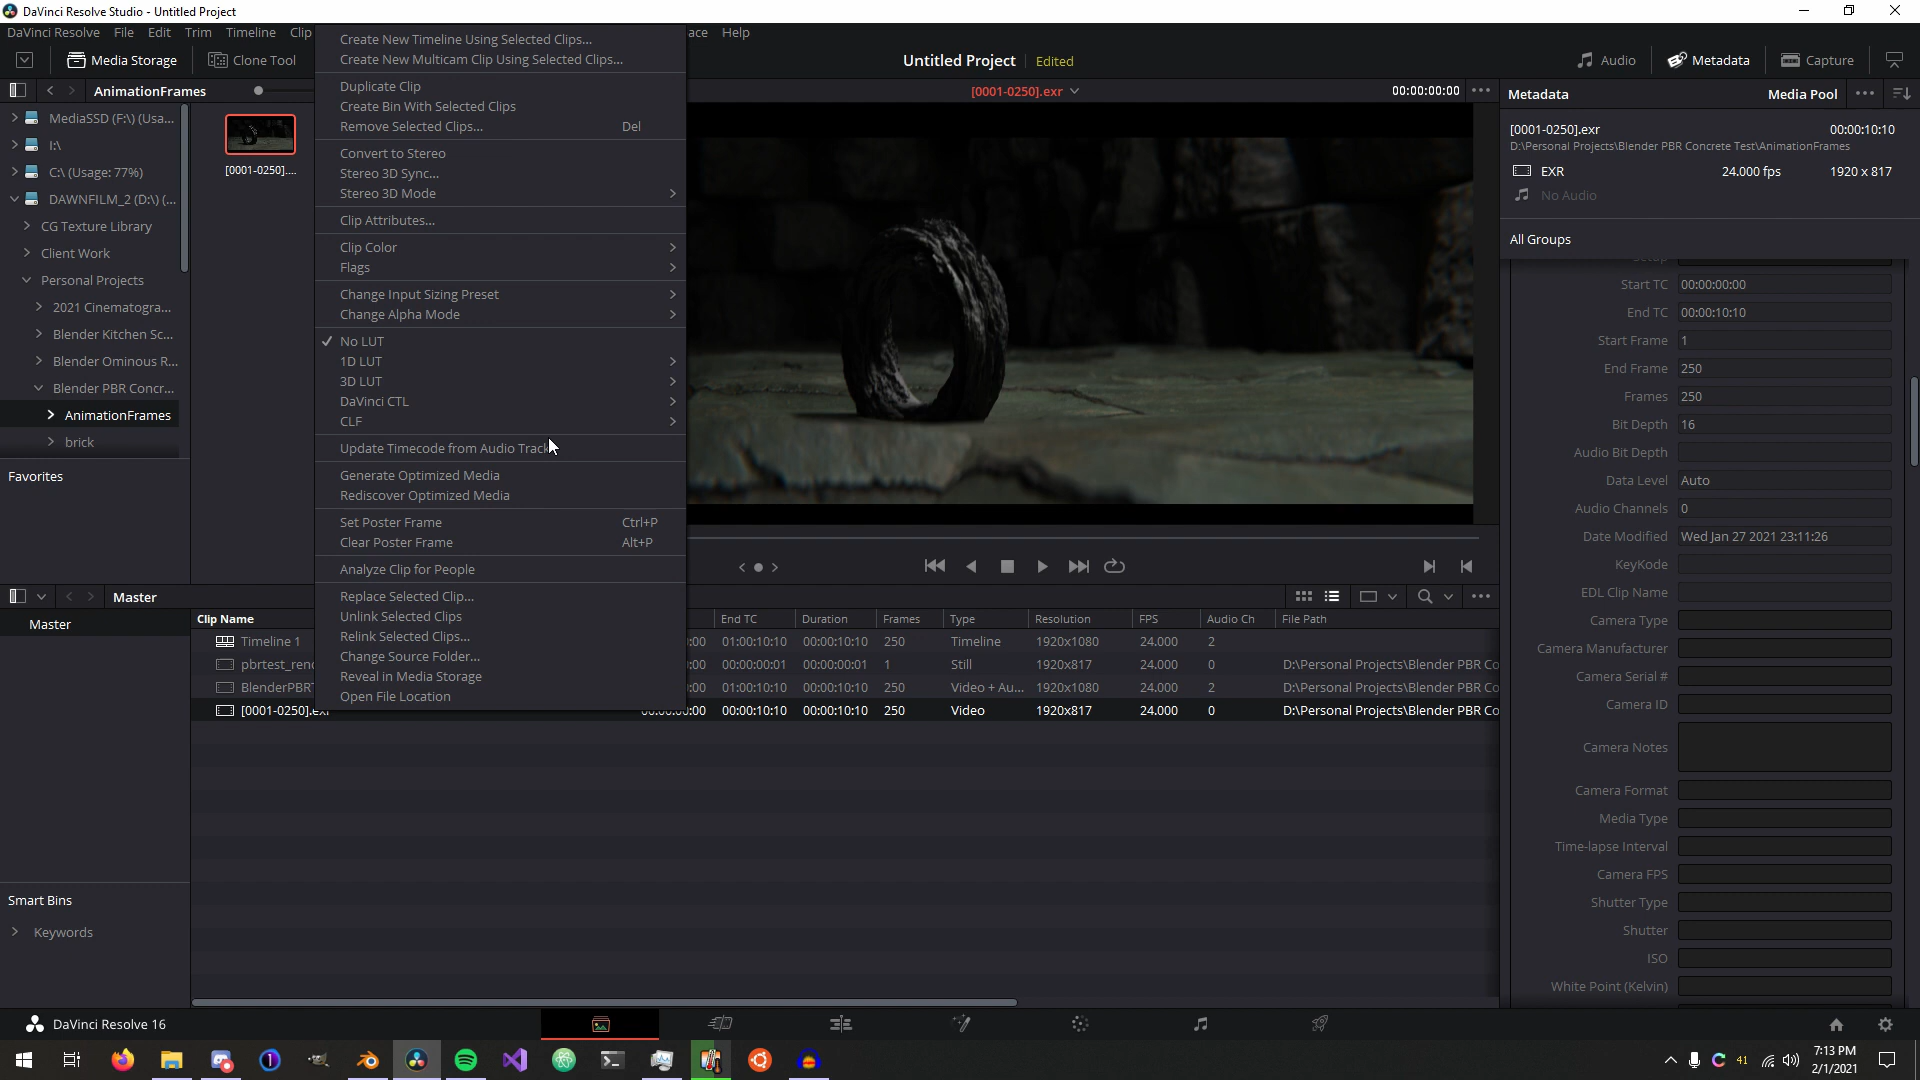 DaVinci Resolve Studio - Untitled Project
DaVinci Resolve File Edit Trim Timeline Clip ace Help
Media Storage Clone Tool Untitled Project Edited Audio Metadata Capture
AnimationFrames [0001-0250].exr 00:00:00:00 Metadata Media Pool
MediaSSD (F:\) (Usa...
I:\
C:\ (Usage: 77%)
DAWNFILM_2 (D:\) (...
CG Texture Library
Client Work
Personal Projects
2021 Cinematogra...
Blender Kitchen Sc...
Blender Ominous R...
Blender PBR Concr...
AnimationFrames
brick
Favorites
[0001-0250]....
Create New Timeline Using Selected Clips...
Create New Multicam Clip Using Selected Clips...
Duplicate Clip
Create Bin With Selected Clips
Remove Selected Clips... Del
Convert to Stereo
Stereo 3D Sync...
Stereo 3D Mode
Clip Attributes...
Clip Color
Flags
Change Input Sizing Preset
Change Alpha Mode
No LUT
1D LUT
3D LUT
DaVinci CTL
CLF
Update Timecode from Audio Track
Generate Optimized Media
Rediscover Optimized Media
Set Poster Frame Ctrl+P
Clear Poster Frame Alt+P
Analyze Clip for People
Replace Selected Clip...
Unlink Selected Clips
Relink Selected Clips...
Change Source Folder...
Reveal in Media Storage
Open File Location
[0001-0250].exr 00:00:10:10
D:\Personal Projects\Blender PBR Concrete Test\AnimationFrames
EXR 24.000 fps 1920 x 817
No Audio
All Groups
Start TC 00:00:00:00
End TC 00:00:10:10
Start Frame 1
End Frame 250
Frames 250
Bit Depth 16
Audio Bit Depth
Data Level Auto
Audio Channels 0
Date Modified Wed Jan 27 2021 23:11:26
KeyKode
EDL Clip Name
Camera Type
Camera Manufacturer
Camera Serial #
Camera ID
Camera Notes
Camera Format
Media Type
Time-lapse Interval
Camera FPS
Shutter Type
Shutter
ISO
White Point (Kelvin)
Master
Master
Smart Bins
Keywords
Clip Name End TC Duration Frames Type Resolution FPS Audio Ch File Path
Timeline 1 :00 01:00:10:10 00:00:10:10 250 Timeline 1920x1080 24.000 2
pbrtest_ren :00 00:00:00:01 00:00:00:01 1 Still 1920x817 24.000 0 D:\Personal Projects\Blender PBR Co
BlenderPBR :00 01:00:10:10 00:00:10:10 250 Video + Au... 1920x1080 24.000 2 D:\Personal Projects\Blender PBR Co
[0001-0250].exr 00:00:10:10 00:00:10:10 250 Video 1920x817 24.000 0 D:\Personal Projects\Blender PBR Co
DaVinci Resolve 16
41 7:13 PM
2/1/2021